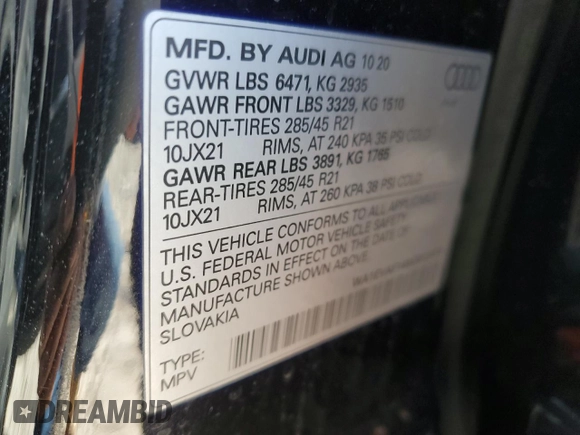 MFD. BY AUDI AG 10 20
GVWR LBS 6471, KG 2935
GAWR FRONT LBS 3329, KG 1510
FRONT-TIRES 285/45 R21
10JX21 RIMS, AT 240 KPA 35 PSI COLD
GAWR REAR LBS 3891, KG 1765
REAR-TIRES 285/45 R21
10JX21 RIMS, AT 260 KPA 38 PSI COLD
THIS VEHICLE CONFORMS TO ALL APPLICABLE
U.S. FEDERAL MOTOR VEHICLE SAFETY
STANDARDS IN EFFECT ON THE DATE OF
MANUFACTURE SHOWN ABOVE.
SLOVAKIA
TYPE:
MPV
DREAMBID